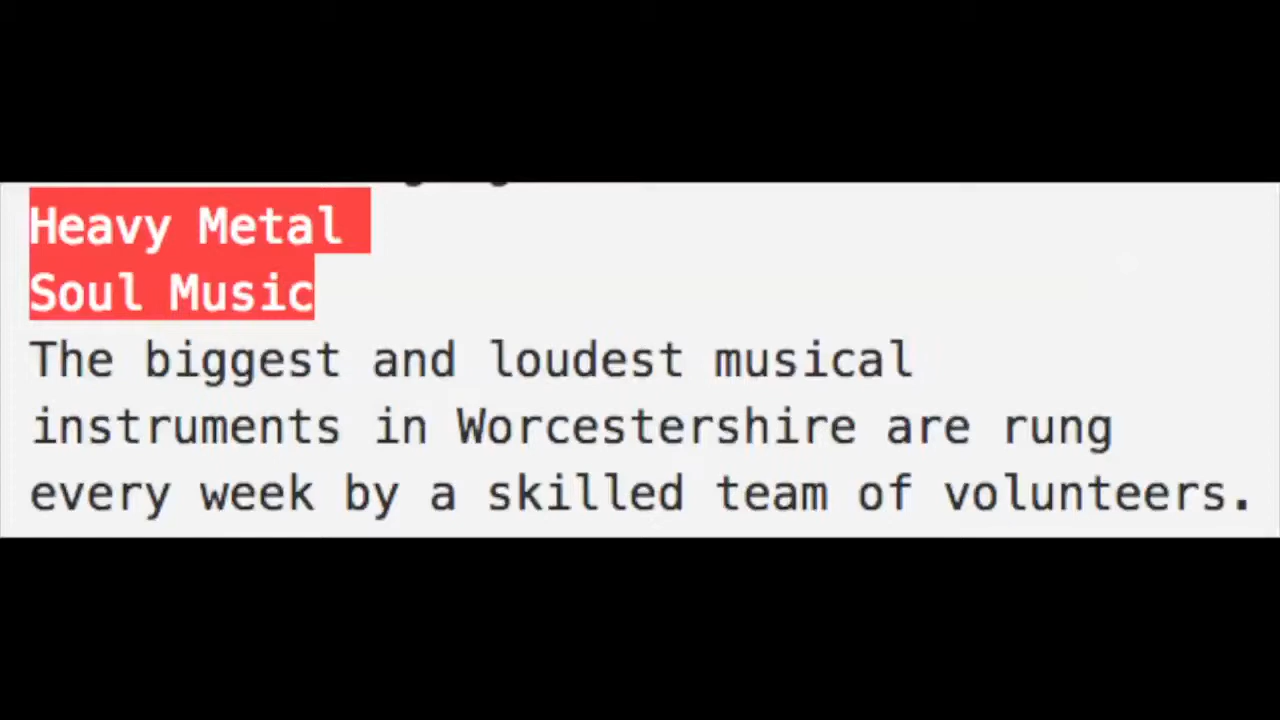 Heavy Metal
Soul Music
The biggest and loudest musical
instruments in Worcestershire are rung
every week by a skilled team of volunteers.